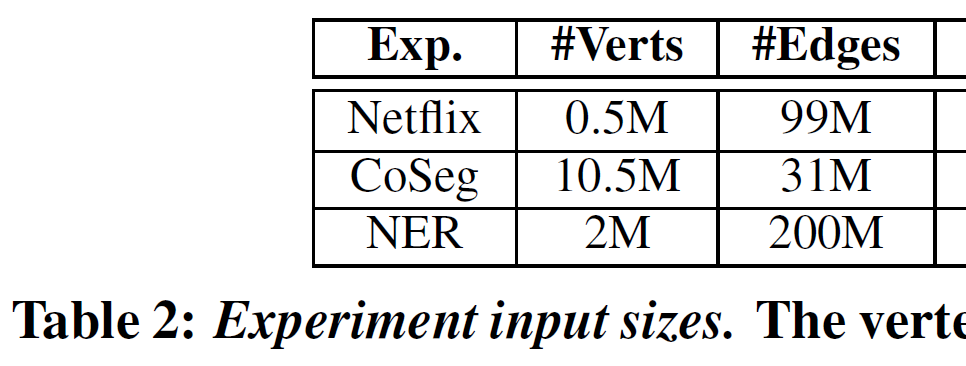 Exp. #Verts #Edges
Netflix 0.5M 99M
CoSeg 10.5M 31M
NER 2M 200M
Table 2: Experiment input sizes. The verte